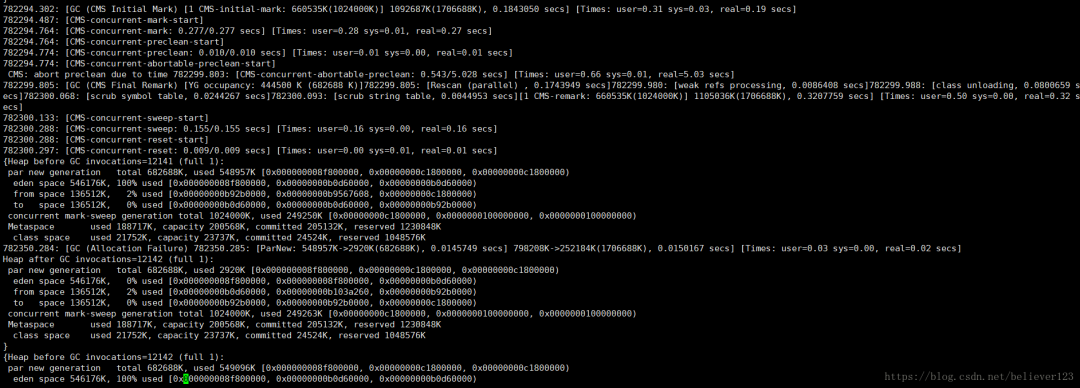 782294.302: [GC (CMS Initial Mark) [1 CMS-initial-mark: 660535K(1024000K)] 1092687K(1706688K), 0.1843050 secs] [Times: user=0.31 sys=0.03, real=0.19 secs]
782294.487: [CMS-concurrent-mark-start]
782294.764: [CMS-concurrent-mark: 0.277/0.277 secs] [Times: user=0.28 sys=0.01, real=0.27 secs]
782294.764: [CMS-concurrent-preclean-start]
782294.774: [CMS-concurrent-preclean: 0.010/0.010 secs] [Times: user=0.01 sys=0.00, real=0.01 secs]
782294.774: [CMS-concurrent-abortable-preclean-start]
CMS: abort preclean due to time 782299.803: [CMS-concurrent-abortable-preclean: 0.543/5.028 secs] [Times: user=0.66 sys=0.01, real=5.03 secs]
782299.805: [GC (CMS Final Remark) [YG occupancy: 444500 K (682688 K)]782299.805: [Rescan (parallel) , 0.1743949 secs]782299.980: [weak refs processing, 0.0086408 secs]782299.988: [class unloading, 0.0800659 s
ecs]782300.068: [scrub symbol table, 0.0244267 secs]782300.093: [scrub string table, 0.0044953 secs][1 CMS-remark: 660535K(1024000K)] 1105036K(1706688K), 0.3207759 secs] [Times: user=0.50 sys=0.00, real=0.32 s
ecs]
782300.133: [CMS-concurrent-sweep-start]
782300.288: [CMS-concurrent-sweep: 0.155/0.155 secs] [Times: user=0.16 sys=0.00, real=0.16 secs]
782300.288: [CMS-concurrent-reset-start]
782300.297: [CMS-concurrent-reset: 0.009/0.009 secs] [Times: user=0.00 sys=0.01, real=0.01 secs]
{Heap before GC invocations=12141 (full 1):
par new generation   total 682688K, used 548957K [0x000000008f800000, 0x00000000c1800000, 0x00000000c1800000)
eden space 546176K, 100% used [0x000000008f800000, 0x00000000b0d60000, 0x00000000b0d60000)
from space 136512K,   2% used [0x00000000b92b0000, 0x00000000b9567608, 0x00000000c1800000)
to   space 136512K,   0% used [0x00000000b0d60000, 0x00000000b0d60000, 0x00000000b92b0000)
concurrent mark-sweep generation total 1024000K, used 249250K [0x00000000c1800000, 0x0000000100000000, 0x0000000100000000)
Metaspace       used 188717K, capacity 200568K, committed 205132K, reserved 1230848K
class space    used 21752K, capacity 23737K, committed 24524K, reserved 1048576K
782350.284: [GC (Allocation Failure) 782350.285: [ParNew: 548957K->2920K(682688K), 0.0145749 secs] 798208K->252184K(1706688K), 0.0150167 secs] [Times: user=0.03 sys=0.00, real=0.02 secs]
Heap after GC invocations=12142 (full 1):
par new generation   total 682688K, used 2920K [0x000000008f800000, 0x00000000c1800000, 0x00000000c1800000)
eden space 546176K,   0% used [0x000000008f800000, 0x000000008f800000, 0x00000000b0d60000)
from space 136512K,   2% used [0x00000000b0d60000, 0x00000000b103a260, 0x00000000b92b0000)
to   space 136512K,   0% used [0x00000000b92b0000, 0x00000000b92b0000, 0x00000000c1800000)
concurrent mark-sweep generation total 1024000K, used 249263K [0x00000000c1800000, 0x0000000100000000, 0x0000000100000000)
Metaspace       used 188717K, capacity 200568K, committed 205132K, reserved 1230848K
class space    used 21752K, capacity 23737K, committed 24524K, reserved 1048576K
}
{Heap before GC invocations=12142 (full 1):
par new generation   total 682688K, used 549096K [0x000000008f800000, 0x00000000c1800000, 0x00000000c1800000)
eden space 546176K, 100% used [0x000000008f800000, 0x00000000b0d60000, 0x00000000b0d60000)
https://blog.csdn.net/believer123